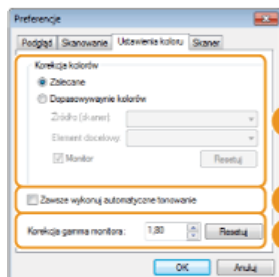 Preferencje
Podgląd Skanowanie Ustawienia koloru Skaner
Korekcja kolorów
Zalecane
Dopasowywanie kolorów
Źródło (skaner):
Element docelowy:
Monitor Resetuj
Zawsze wykonuj automatyczne tonowanie
Korekcja gamma monitora: 1,80 Resetuj
OK Anuluj